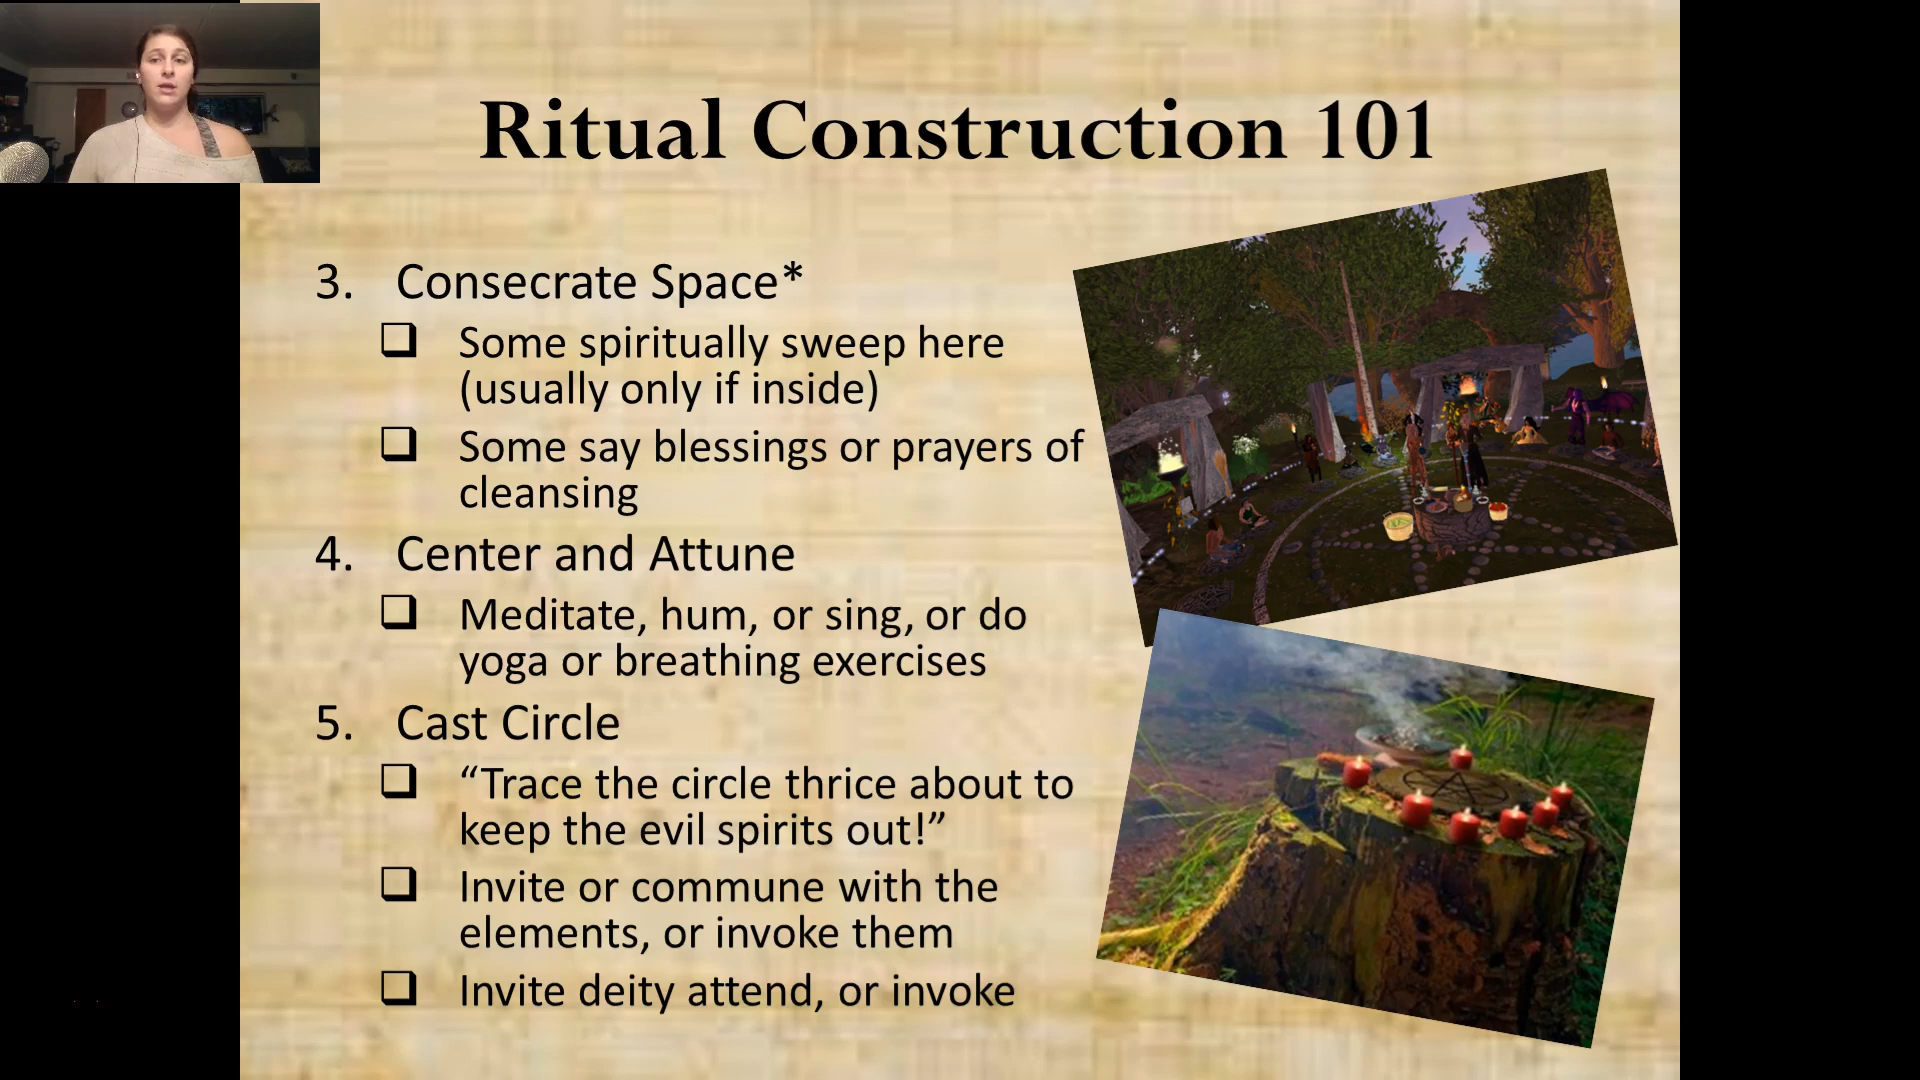 Ritual Construction 101
3. Consecrate Space*
Some spiritually sweep here
(usually only if inside)
Some say blessings or prayers of
cleansing
4. Center and Attune
Meditate, hum, or sing, or do
yoga or breathing exercises
5. Cast Circle
“Trace the circle thrice about to
keep the evil spirits out!”
Invite or commune with the
elements, or invoke them
Invite deity attend, or invoke